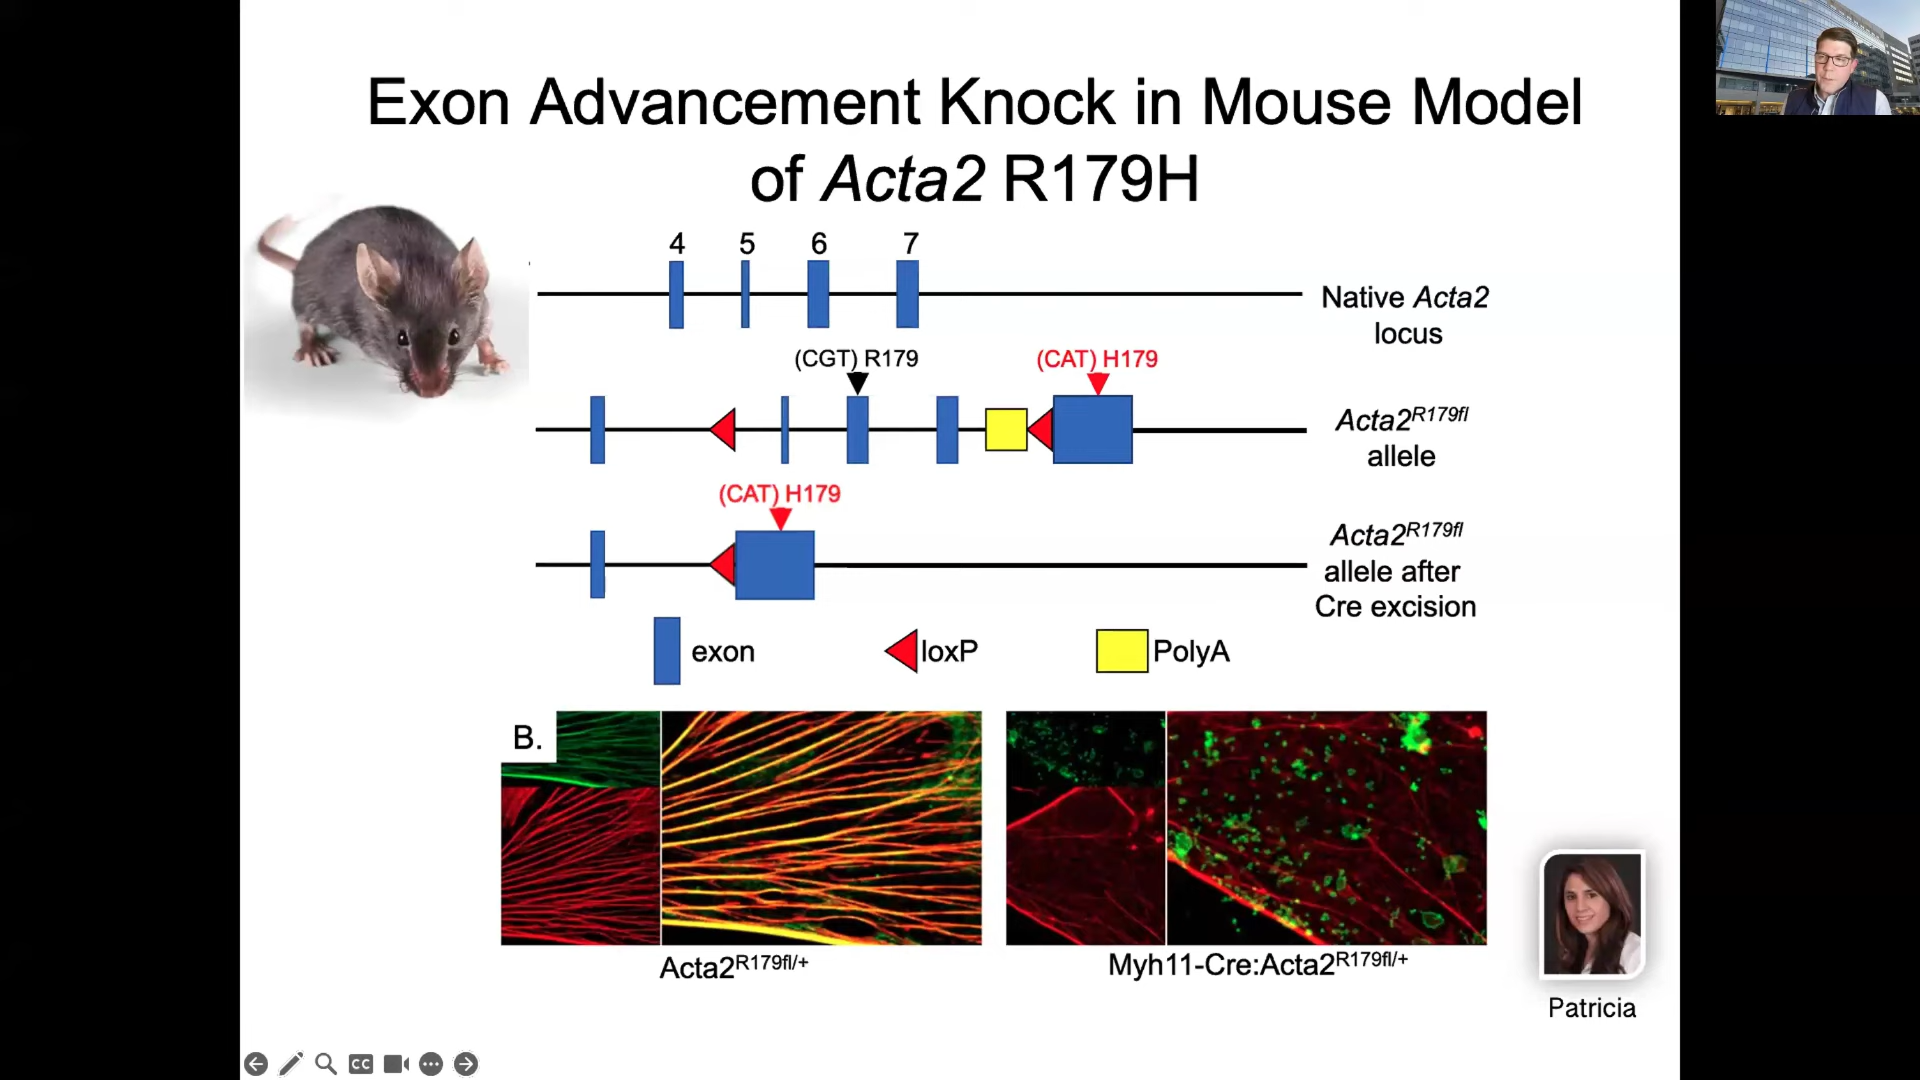 Exon Advancement Knock in Mouse Model
of Acta2 R179H
4 5 6 7
Native Acta2
locus
(CGT) R179
(CAT) H179
Acta2R179fl
allele
(CAT) H179
Acta2R179fl
allele after
Cre excision
exon
loxP
PolyA
B.
Acta2R179fl/+
Myh11-Cre:Acta2R179fl/+
Patricia
CC